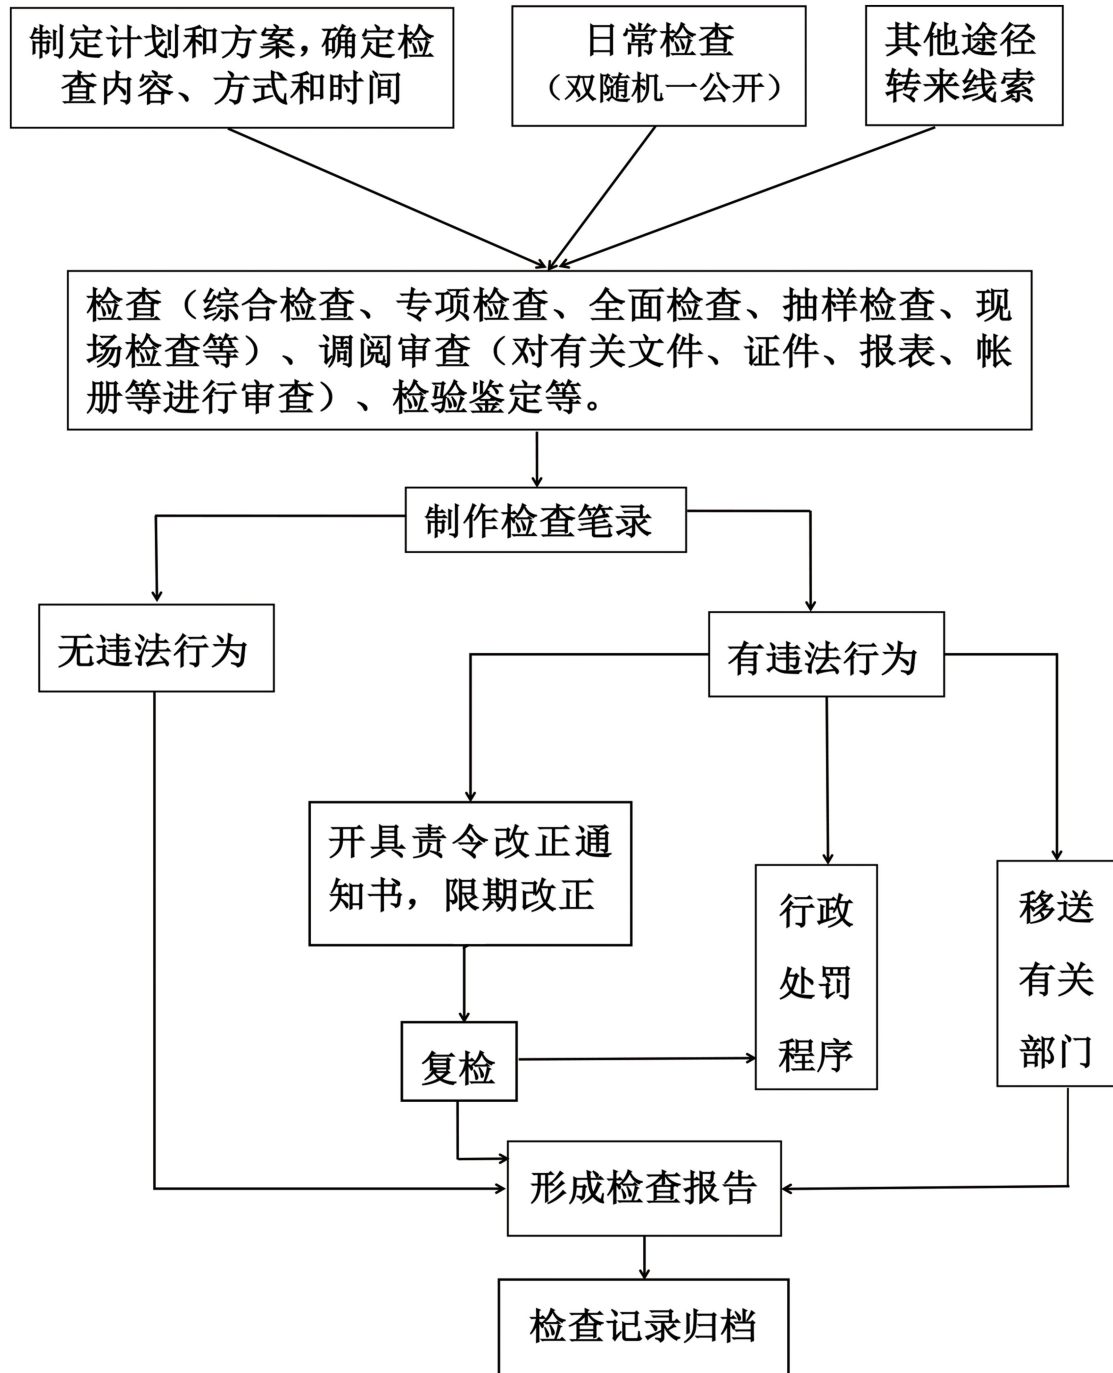 制定计划和方案，确定检
查内容、方式和时间
日常检查
（双随机一公开）
其他途径
转来线索
检查（综合检查、专项检查、全面检查、抽样检查、现
场检查等）、调阅审查（对有关文件、证件、报表、帐
册等进行审查）、检验鉴定等。
制作检查笔录
无违法行为
有违法行为
开具责令改正通
知书，限期改正
行政
处罚
程序
移送
有关
部门
复检
形成检查报告
检查记录归档